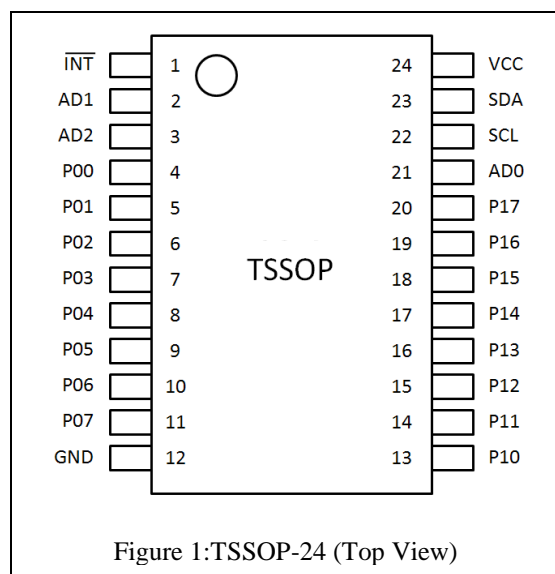 I̅N̅T̅ 1 24 VCC
AD1 2 23 SDA
AD2 3 22 SCL
P00 4 21 AD0
P01 5 20 P17
P02 6 19 P16
TSSOP
P03 7 18 P15
P04 8 17 P14
P05 9 16 P13
P06 10 15 P12
P07 11 14 P11
GND 12 13 P10
Figure 1:TSSOP-24 (Top View)